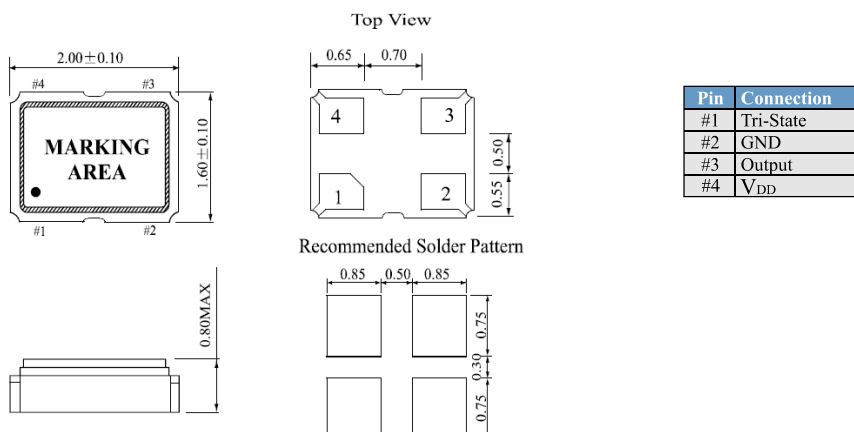 Top View
2.00±0.10
#4 #3
MARKING
AREA
#1 #2
1.60±0.10
0.65 0.70
4 3
1 2
0.50
0.55
Pin Connection
#1 Tri-State
#2 GND
#3 Output
#4 VDD
0.80MAX
Recommended Solder Pattern
0.85 0.50 0.85
0.75
0.30
0.75